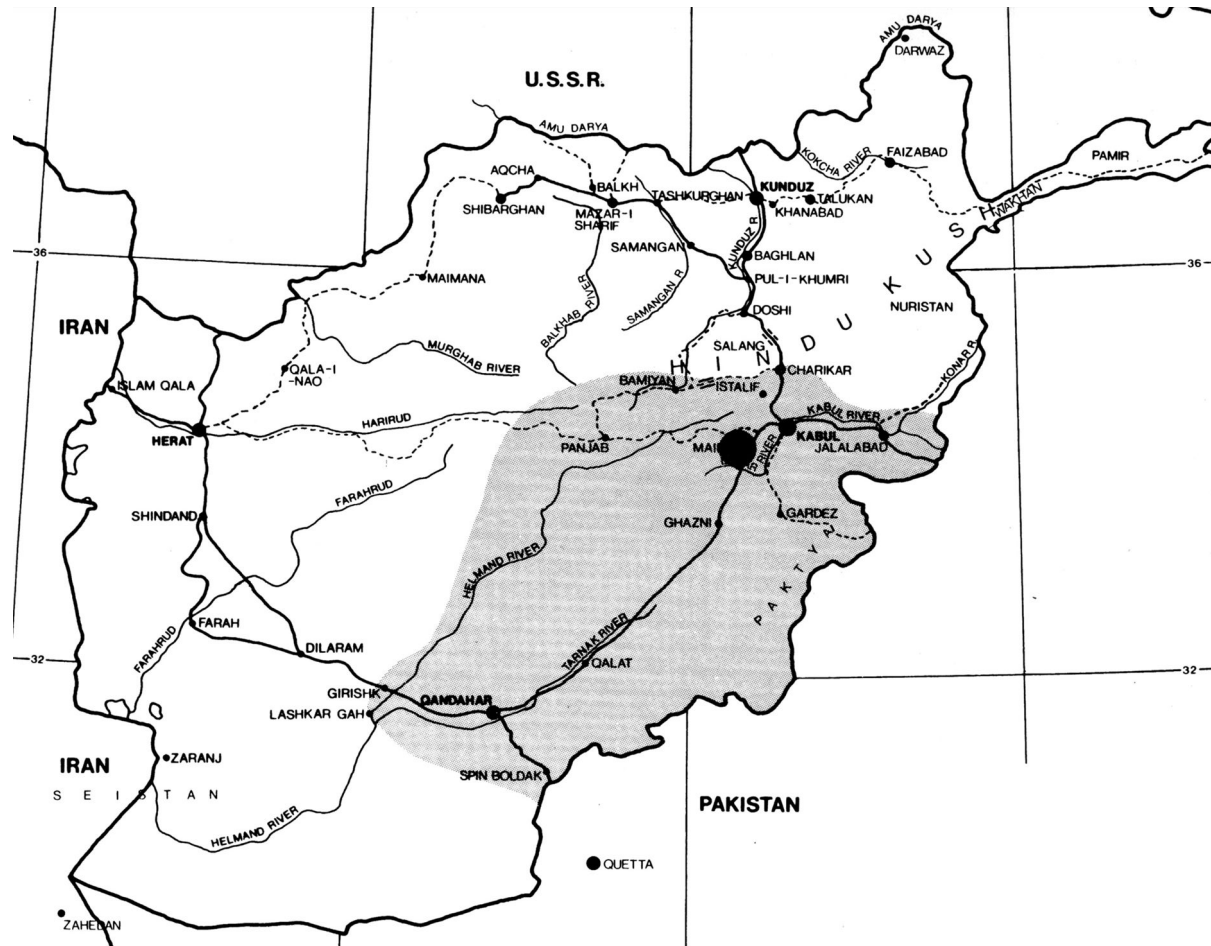 AMU DARYA
DARWAZ
U.S.S.R.
AMU DARYA
KOKCHA RIVER
FAIZABAD
PAMIR
WAKHAN
AQCHA
BALKH
TASHKURGHAN
KUNDUZ
TALUKAN
KHANABAD
SHIBARGHAN
MAZAR-I
SHARIF
SAMANGAN
KUNDUZ R.
BAGHLAN
36
36
MAIMANA
BALKHAB RIVER
SAMANGAN R
PUL-I-KHUMRI
NURISTAN
DOSHI
IRAN
MURGHAB RIVER
SALANG
HINDU KUSH
KONAR R.
QALA-I
-NAO
ISLAM QALA
BAMIYAN
ISTALIF
CHARIKAR
HARIRUD
KABUL RIVER
HERAT
PANJAB
MAI
RIVER
KABUL
JALALABAD
FARAHRUD
SHINDAND
GHAZNI
GARDEZ
HELMAND RIVER
PAKTYA
FARAH
FARAHRUD
DILARAM
TARNAK RIVER
QALAT
32
32
GIRISHK
QANDAHAR
LASHKAR GAH
ZARANJ
IRAN
SEISTAN
SPIN BOLDAK
PAKISTAN
HELMAND RIVER
QUETTA
ZAHEDAN